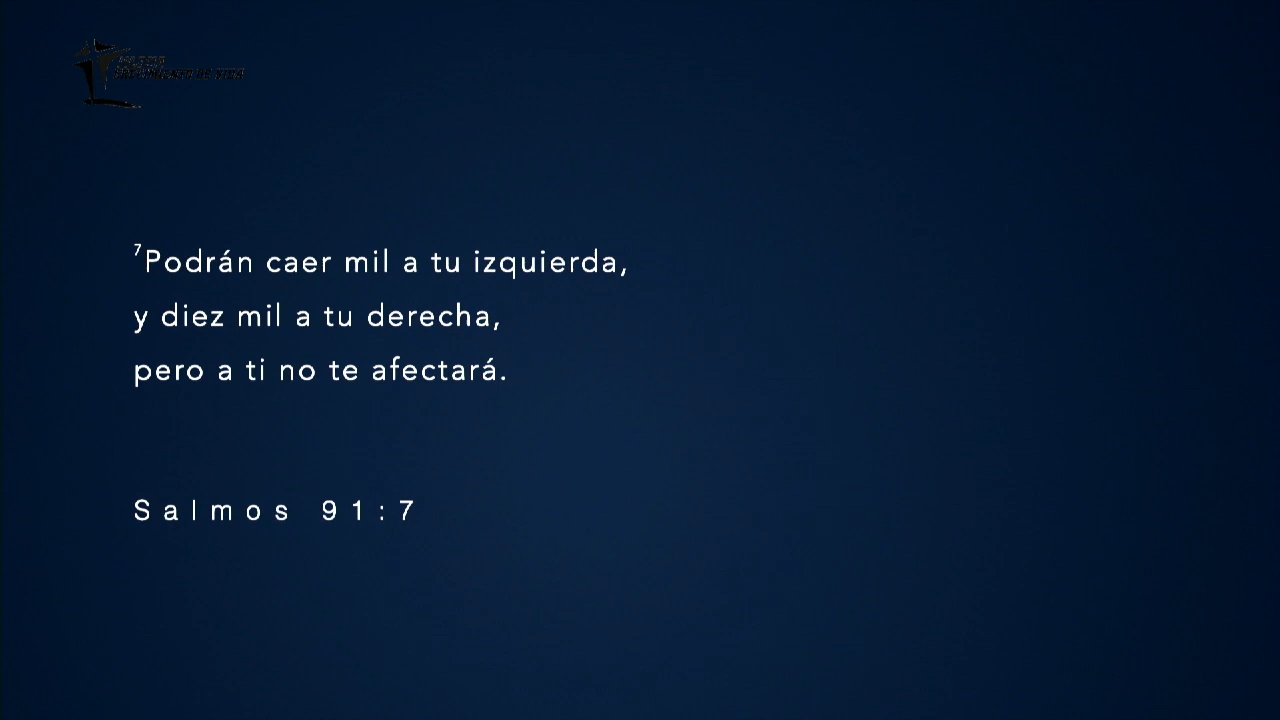 ⁷Podrán caer mil a tu izquierda,
y diez mil a tu derecha,
pero a ti no te afectará.
Salmos 91:7